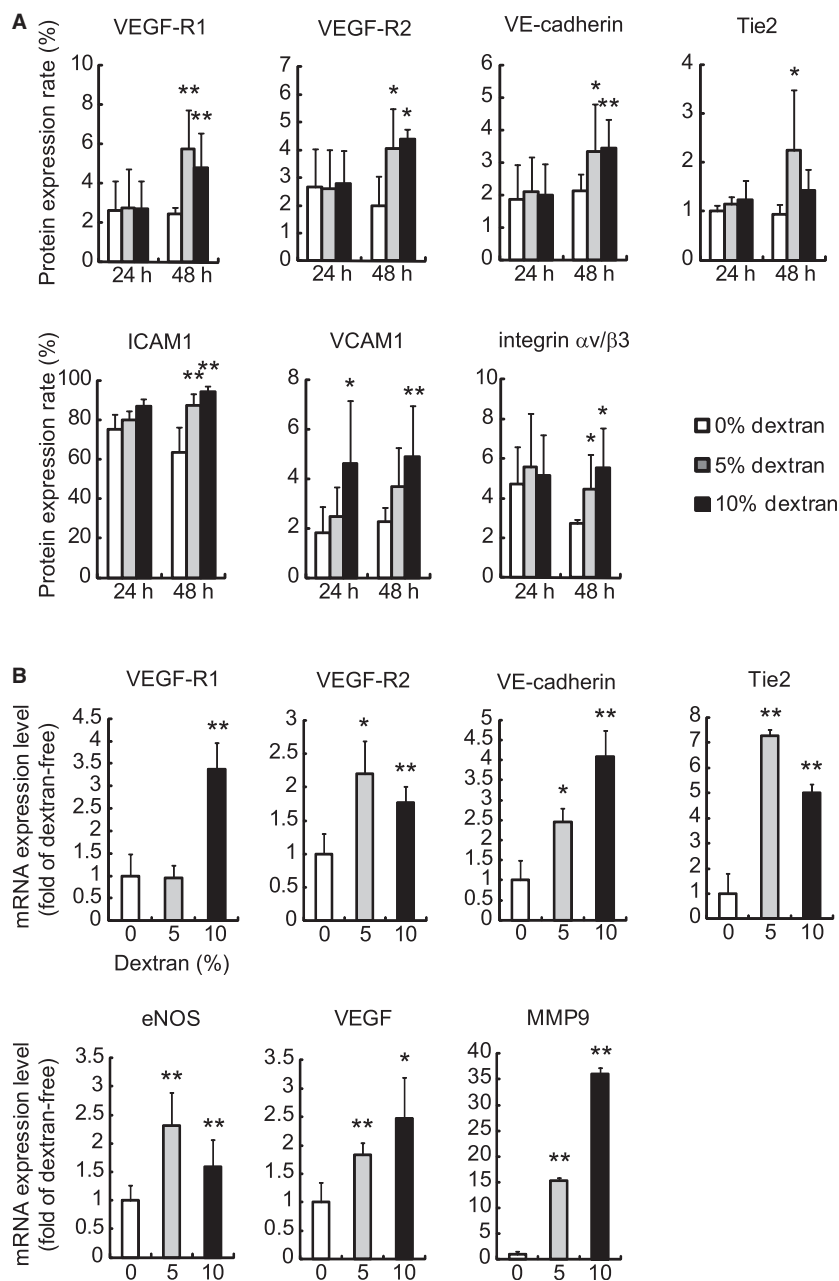 A
VEGF-R1
VEGF-R2
VE-cadherin
Tie2
Protein expression rate (%)
10
8
6
4
2
0
** **
24 h 48 h
7
6
5
4
3
2
1
0
* *
24 h 48 h
6
5
4
3
2
1
0
* **
24 h 48 h
4
3
2
1
0
*
24 h 48 h
ICAM1
VCAM1
integrin αv/β3
Protein expression rate (%)
100
80
60
40
20
0
** **
24 h 48 h
8
6
4
2
0
* **
24 h 48 h
10
8
6
4
2
0
* *
24 h 48 h
0% dextran
5% dextran
10% dextran
B
VEGF-R1
VEGF-R2
VE-cadherin
Tie2
mRNA expression level
(fold of dextran-free)
4.5
4
3.5
3
2.5
2
1.5
1
0.5
0
**
0 5 10
Dextran (%)
3
2.5
2
1.5
1
0.5
0
* **
0 5 10
5
4.5
4
3.5
3
2.5
2
1.5
1
0.5
0
* **
0 5 10
8
7
6
5
4
3
2
1
0
** **
0 5 10
eNOS
VEGF
MMP9
mRNA expression level
(fold of dextran-free)
3.5
3
2.5
2
1.5
1
0.5
0
** **
0 5 10
3.5
3
2.5
2
1.5
1
0.5
0
** *
0 5 10
40
35
30
25
20
15
10
5
0
** **
0 5 10